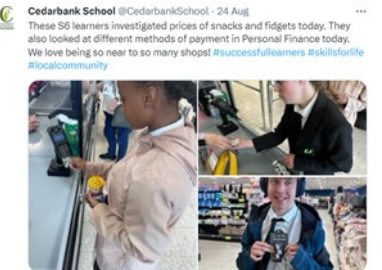 Cedarbank School @CedarbankSchool · 24 Aug
These S6 learners investigated prices of snacks and fidgets today. They
also looked at different methods of payment in Personal Finance today.
We love being so near to so many shops! #successfullearners #skillsforlife
#localcommunity